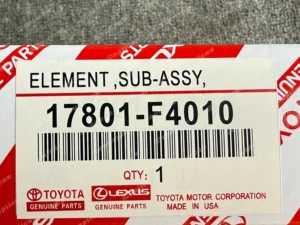 ELEMENT ,SUB-ASSY,
17801-F4010
QTY: 1
TOYOTA
GENUINE PARTS
LEXUS
GENUINE PARTS
TOYOTA MOTOR CORPORATION
MADE IN USA